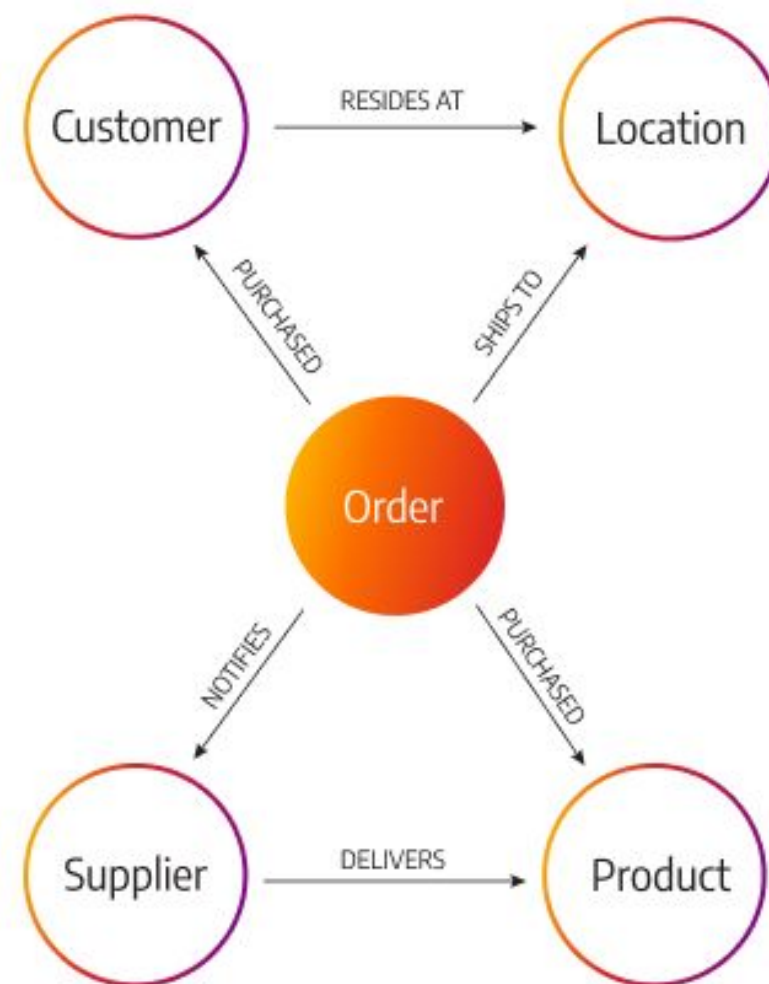 Customer
RESIDES AT
Location
PURCHASED
SHIPS TO
Order
NOTIFIES
PURCHASED
Supplier
DELIVERS
Product